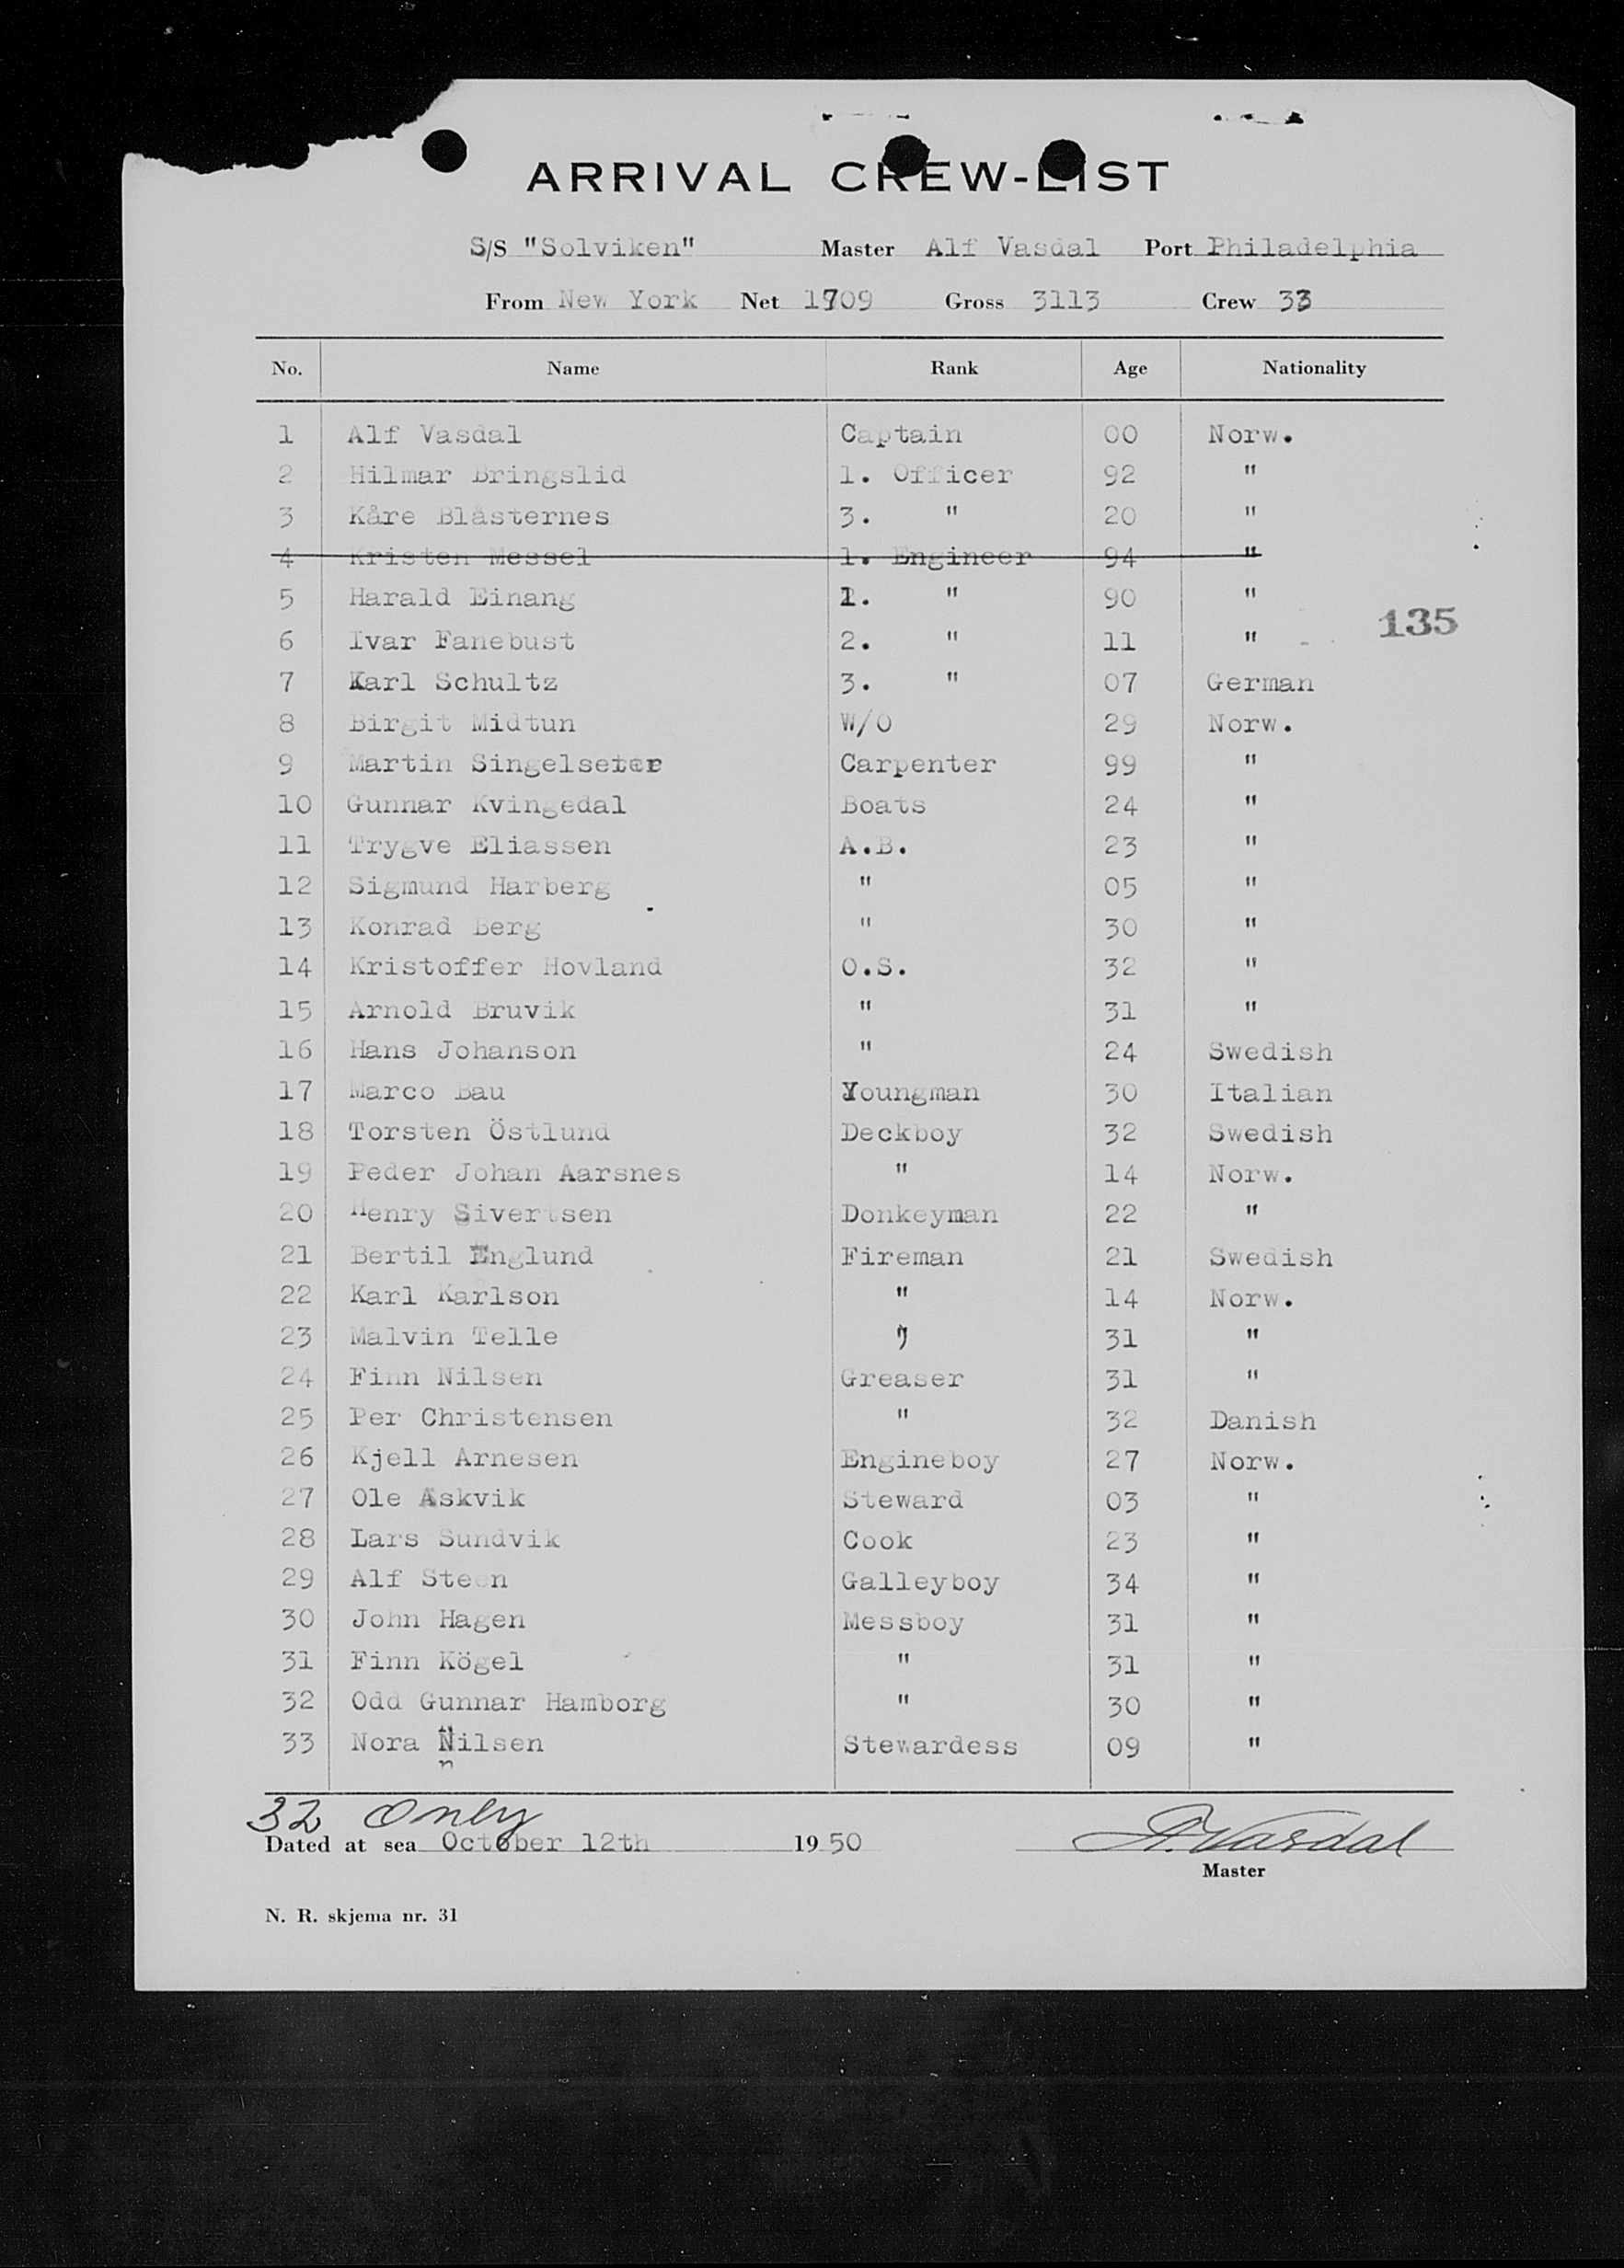 ARRIVAL CREW-LIST
S/S "Solviken" Master Alf Vasdal Port Philadelphia
From New York Net 1709 Gross 3113 Crew 33
No. Name Rank Age Nationality
1 Alf Vasdal Captain 00 Norw.
2 Hilmar Bringslid 1. Officer 92 "
3 Kåre Blåsternes 3. " 20 "
4 Kristen Messel 1. Engineer 94 "
5 Harald Einang 1. " 90 "
135
6 Ivar Fanebust 2. " 11 "
7 Karl Schultz 3. " 07 German
8 Birgit Midtun W/O 29 Norw.
9 Martin Singelseter Carpenter 99 "
10 Gunnar Kvingedal Boats 24 "
11 Trygve Eliassen A.B. 23 "
12 Sigmund Harberg " 05 "
13 Konrad Berg " 30 "
14 Kristoffer Hovland O.S. 32 "
15 Arnold Bruvik " 31 "
16 Hans Johanson " 24 Swedish
17 Marco Bau Youngman 30 Italian
18 Torsten Östlund Deckboy 32 Swedish
19 Peder Johan Aarsnes " 14 Norw.
20 Henry Sivertsen Donkeyman 22 "
21 Bertil Englund Fireman 21 Swedish
22 Karl Karlson " 14 Norw.
23 Malvin Telle " 31 "
24 Finn Nilsen Greaser 31 "
25 Per Christensen " 32 Danish
26 Kjell Arnesen Engineboy 27 Norw.
27 Ole Askvik Steward 03 "
28 Lars Sundvik Cook 23 "
29 Alf Steen Galleyboy 34 "
30 John Hagen Messboy 31 "
31 Finn Kögel " 31 "
32 Odd Gunnar Hamborg " 30 "
33 Nora Nilsen Stewardess 09 "
32 Only
Dated at sea October 12th 1950 A. Vasdal
Master
N. R. skjema nr. 31